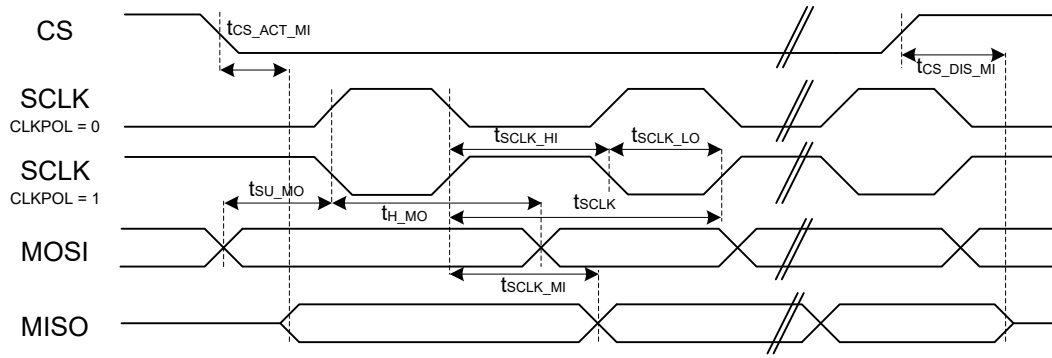 CS
tCS_ACT_MI
tCS_DIS_MI
SCLK
CLKPOL = 0
tSCLK_HI
tSCLK_LO
SCLK
CLKPOL = 1
tSU_MO
tH_MO
tSCLK
MOSI
tSCLK_MI
MISO